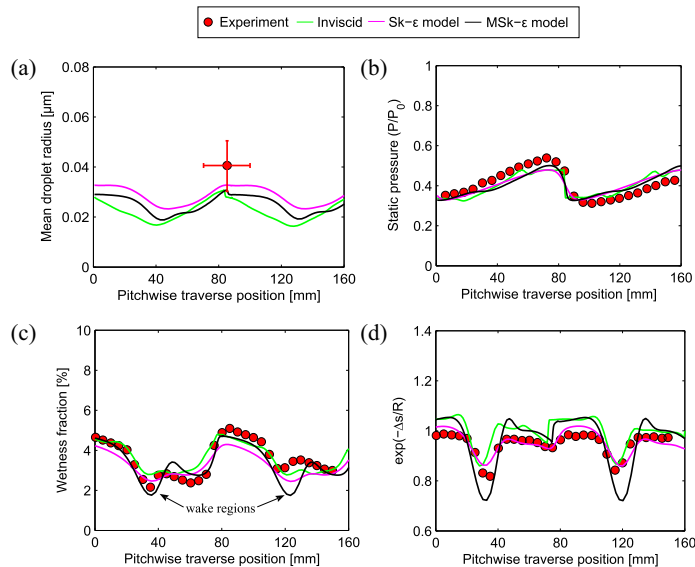 Experiment Inviscid Sk−ε model MSk−ε model
(a)
0.08
0.06
0.04
0.02
0
Mean droplet radius [μm]
0 40 80 120 160
Pitchwise traverse position [mm]
(b)
1
0.8
0.6
0.4
0.2
0
Static pressure (P/P0)
0 40 80 120 160
Pitchwise traverse position [mm]
(c)
10
8
6
4
2
0
Wetness fraction [%]
wake regions
0 40 80 120 160
Pitchwise traverse position [mm]
(d)
1.4
1.2
1
0.8
0.6
exp(−Δs/R)
0 40 80 120 160
Pitchwise traverse position [mm]